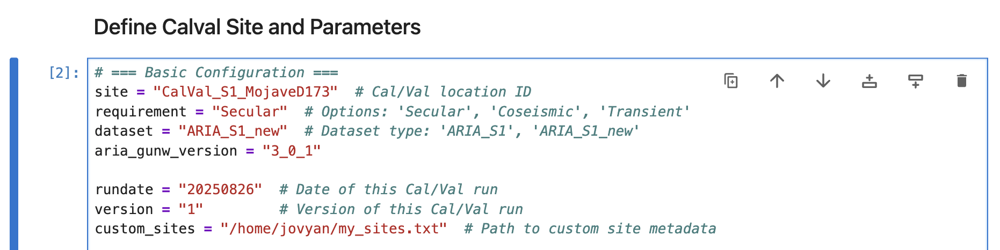 Define Calval Site and Parameters
[2]:
# === Basic Configuration ===
site = "CalVal_S1_MojaveD173"  # Cal/Val location ID
requirement = "Secular"  # Options: 'Secular', 'Coseismic', 'Transient'
dataset = "ARIA_S1_new"  # Dataset type: 'ARIA_S1', 'ARIA_S1_new'
aria_gunw_version = "3_0_1"
rundate = "20250826"  # Date of this Cal/Val run
version = "1"         # Version of this Cal/Val run
custom_sites = "/home/jovyan/my_sites.txt"  # Path to custom site metadata